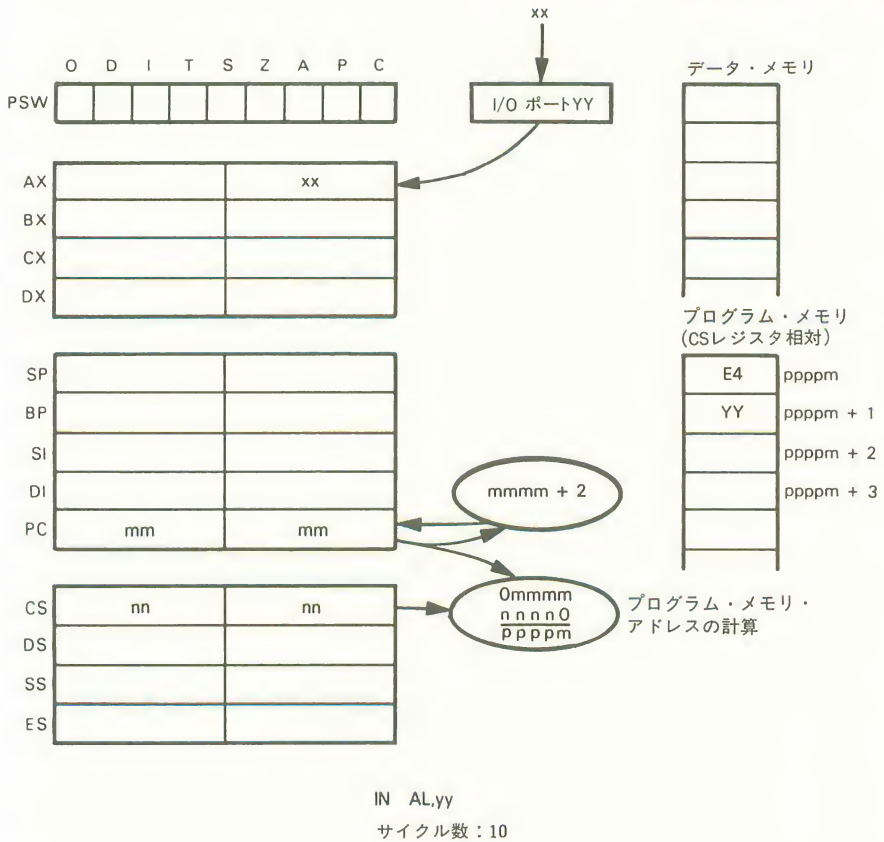 xx
O D I T S Z A P C
PSW
I/O ポートYY
データ・メモリ
AX xx
BX
CX
DX
プログラム・メモリ
(CSレジスタ相対)
SP
E4 ppppm
BP
YY ppppm + 1
SI
ppppm + 2
DI
mmmm + 2
ppppm + 3
PC mm mm
CS nn nn
0mmmm
nnnn0
ppppm
プログラム・メモリ・
アドレスの計算
DS
SS
ES
IN AL,yy
サイクル数：10